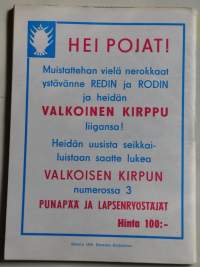 HEI POJAT!
Muistattehan vielä nerokkaat
ystävänne REDIN ja RODIN
ja heidän
VALKOINEN KIRPPU
liigansa!
Heidän uusista seikkai-
luistaan saatte lukea
VALKOISEN KIRPUN
numerossa 3
PUNAPÄÄ JA LAPSENRYÖSTÄJÄT
Hinta 100:-